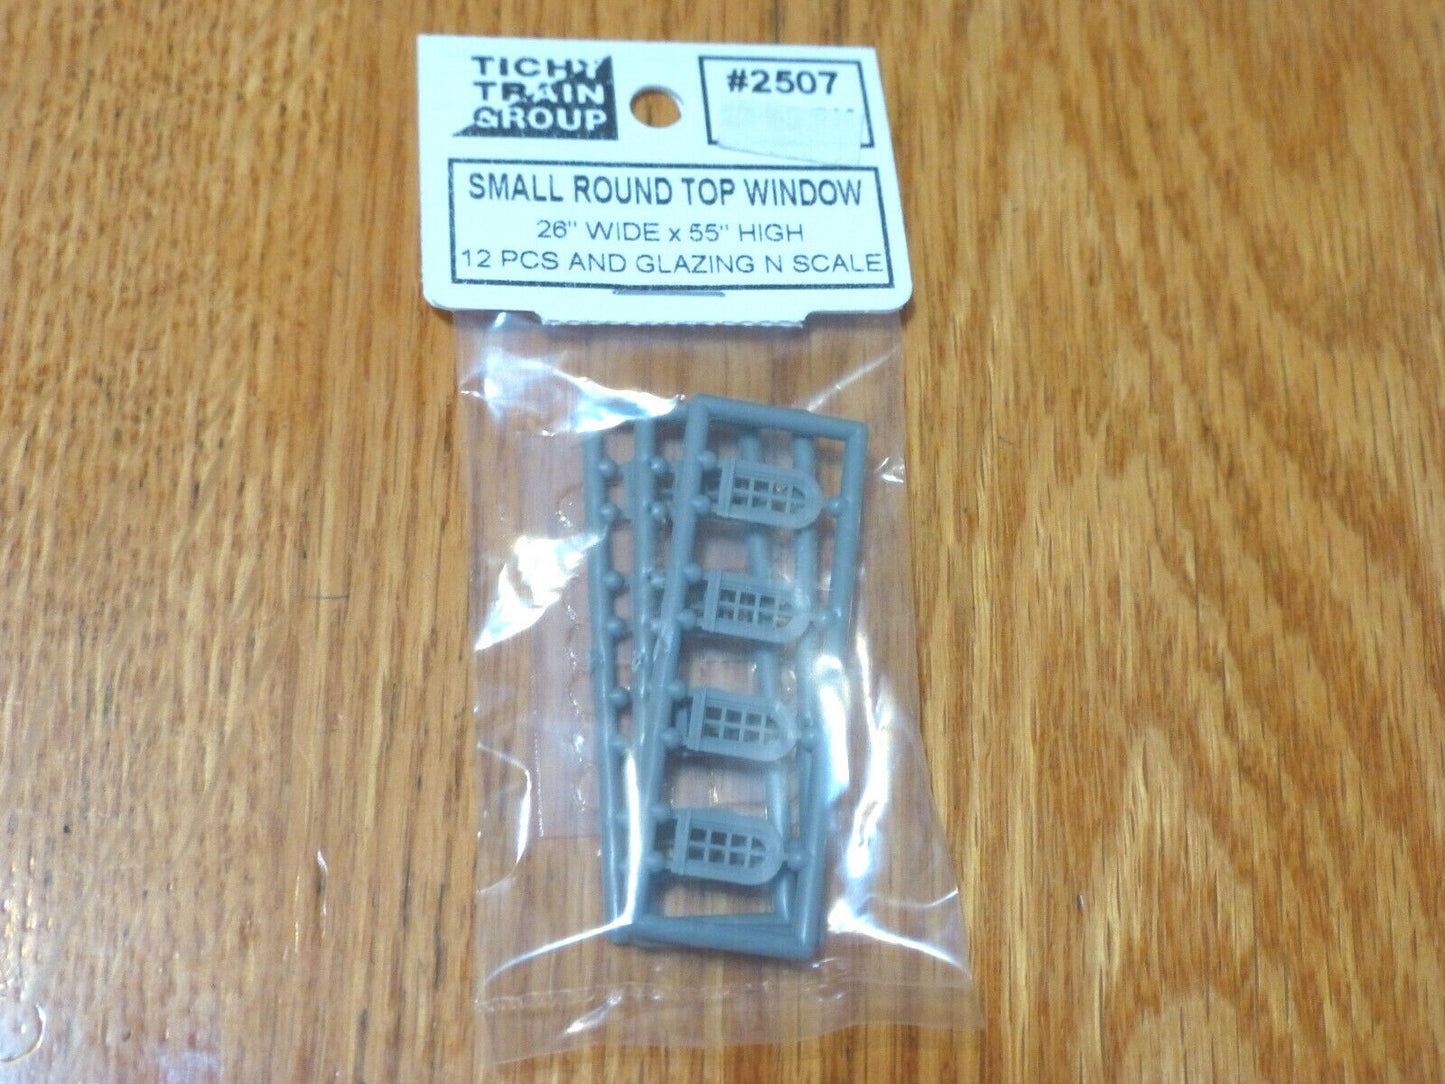 TICHY
TRAIN
GROUP
#2507
SMALL ROUND TOP WINDOW
26" WIDE x 55" HIGH
12 PCS AND GLAZING N SCALE